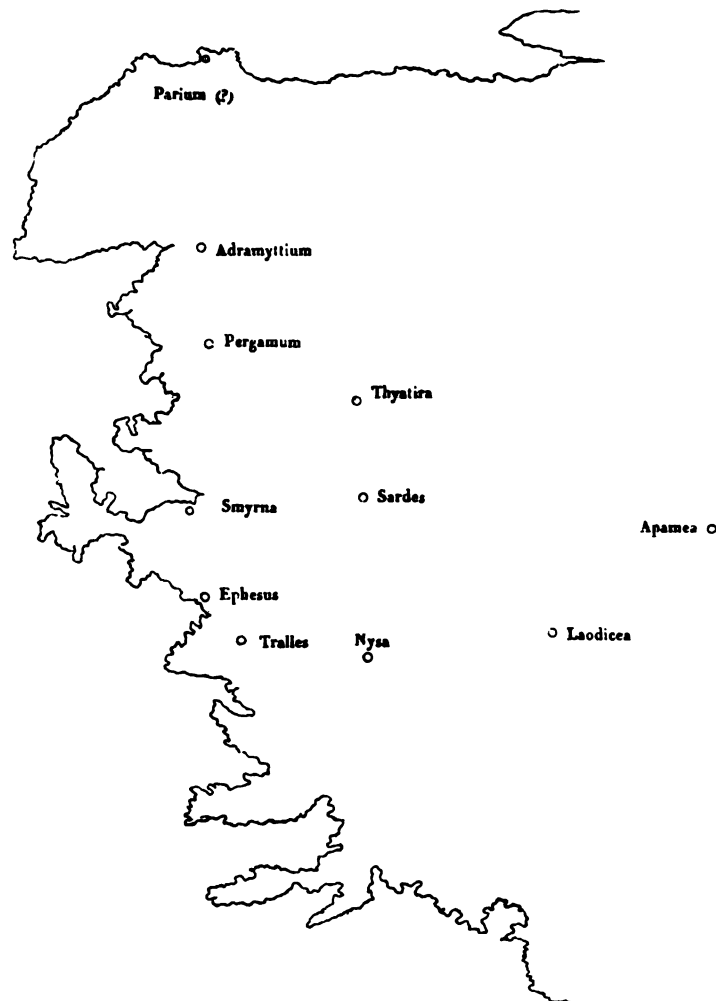 Parium (?)
Adramyttium
Pergamum
Thyatira
Smyrna
Sardes
Apamea
Ephesus
Tralles
Nysa
Laodicea